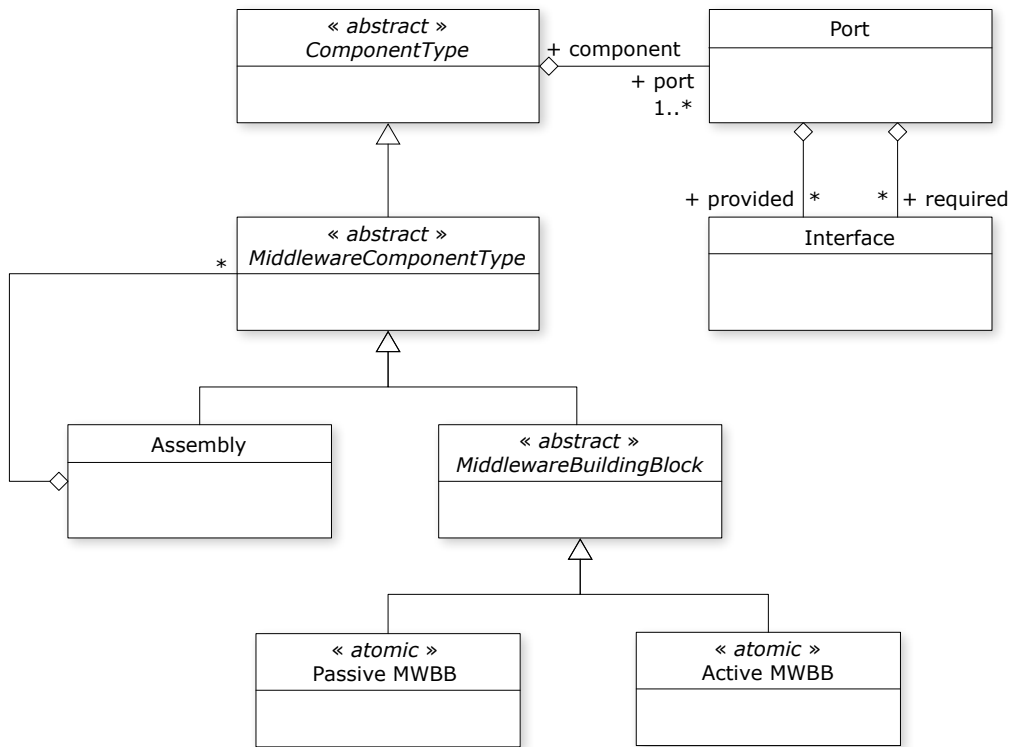 « abstract »
ComponentType
+ component
+ port
1..*
Port
+ provided
*
*
+ required
Interface
« abstract »
MiddlewareComponentType
*
Assembly
« abstract »
MiddlewareBuildingBlock
« atomic »
Passive MWBB
« atomic »
Active MWBB